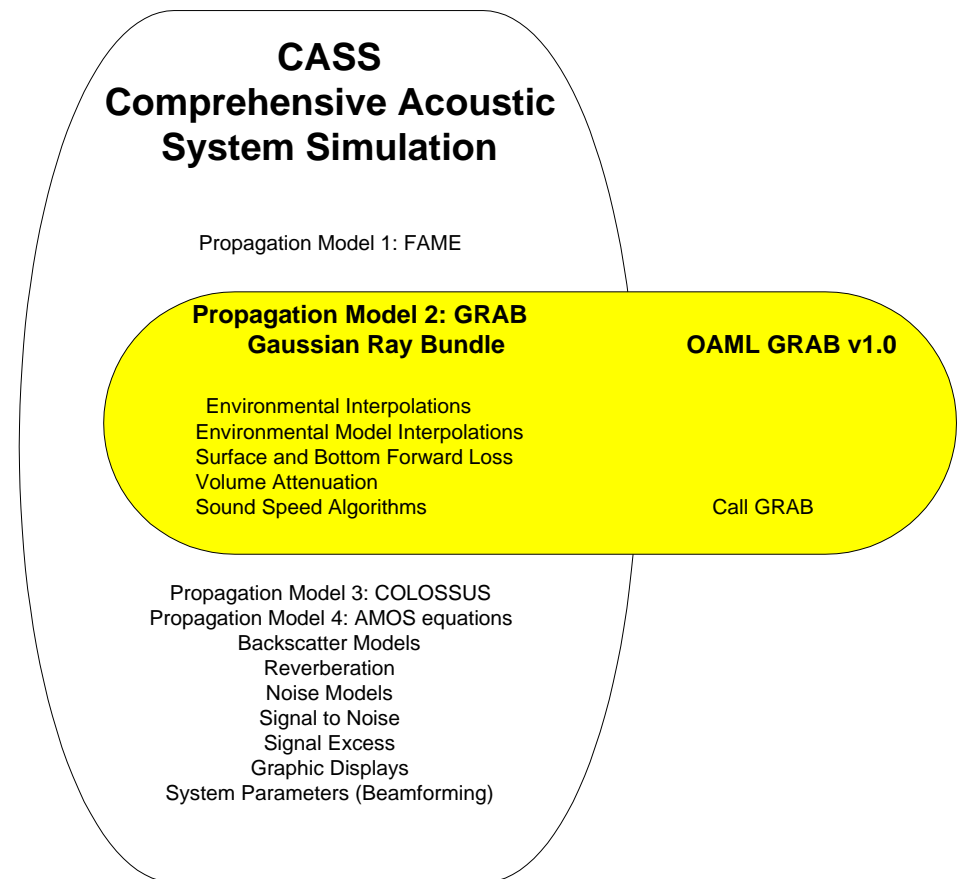 CASS
Comprehensive Acoustic
System Simulation
Propagation Model 1: FAME
Propagation Model 2: GRAB
Gaussian Ray Bundle
OAML GRAB v1.0
Environmental Interpolations
Environmental Model Interpolations
Surface and Bottom Forward Loss
Volume Attenuation
Sound Speed Algorithms
Call GRAB
Propagation Model 3: COLOSSUS
Propagation Model 4: AMOS equations
Backscatter Models
Reverberation
Noise Models
Signal to Noise
Signal Excess
Graphic Displays
System Parameters (Beamforming)